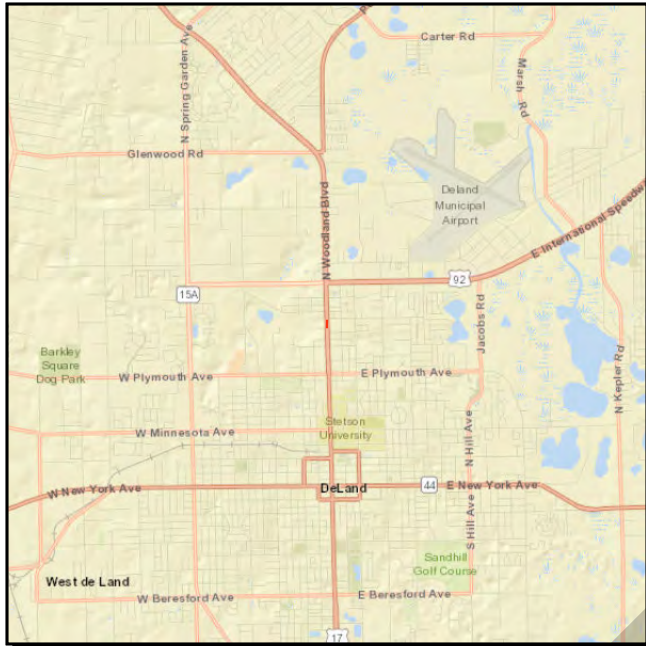 Carter Rd
N Spring Garden Av
Marsh Rd
Glenwood Rd
N Woodland Blvd
Deland
Municipal
Airport
E International Speedw
92
15A
Jacobs Rd
Barkley
Square
Dog Park
W Plymouth Ave
E Plymouth Ave
N Kepler Rd
Stetson
University
W Minnesota Ave
N Hill Ave
W New York Ave
DeLand
44
E New York Ave
S Hill Ave
Sandhill
Golf Course
West de Land
W Beresford Ave
E Beresford Ave
17